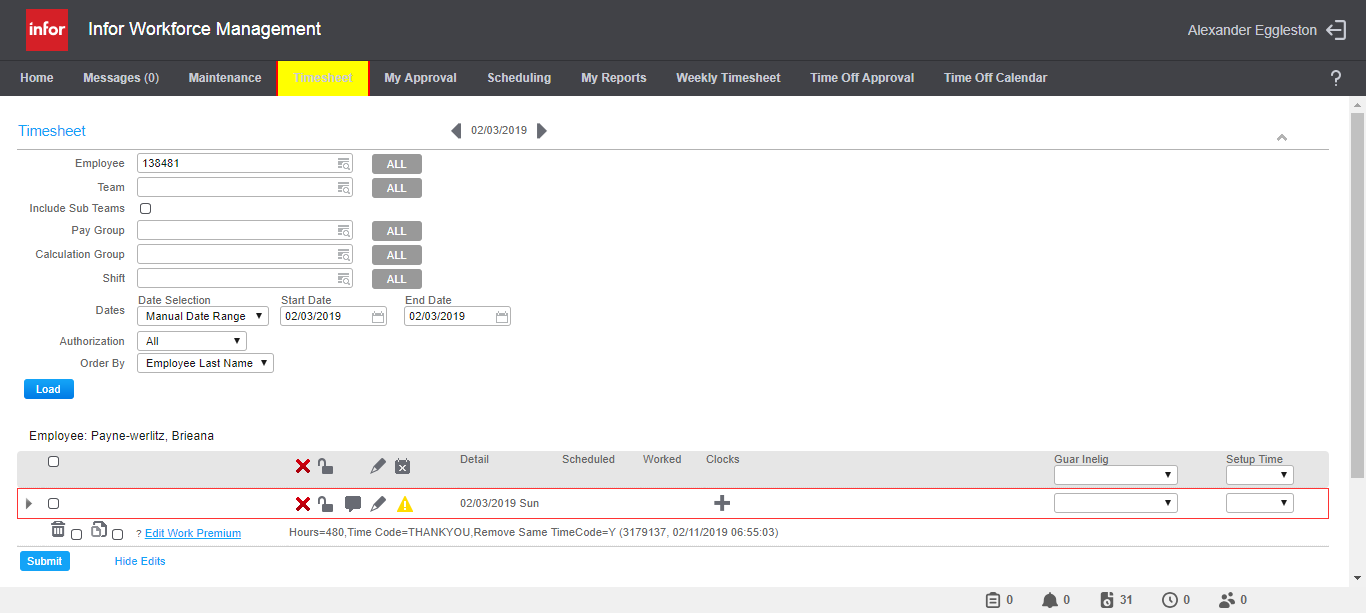 infor Infor Workforce Management Alexander Eggleston
Home Messages (0) Maintenance Timesheet My Approval Scheduling My Reports Weekly Timesheet Time Off Approval Time Off Calendar ?
Timesheet 02/03/2019
Employee 138481 ALL
Team ALL
Include Sub Teams
Pay Group ALL
Calculation Group ALL
Shift ALL
Date Selection Start Date End Date
Dates Manual Date Range 02/03/2019 02/03/2019
Authorization All
Order By Employee Last Name
Load
Employee: Payne-werlitz, Brieana
Detail Scheduled Worked Clocks Guar Inelig Setup Time
02/03/2019 Sun
? Edit Work Premium Hours=480,Time Code=THANKYOU,Remove Same TimeCode=Y (3179137, 02/11/2019 06:55:03)
Submit Hide Edits
0 0 31 0 0